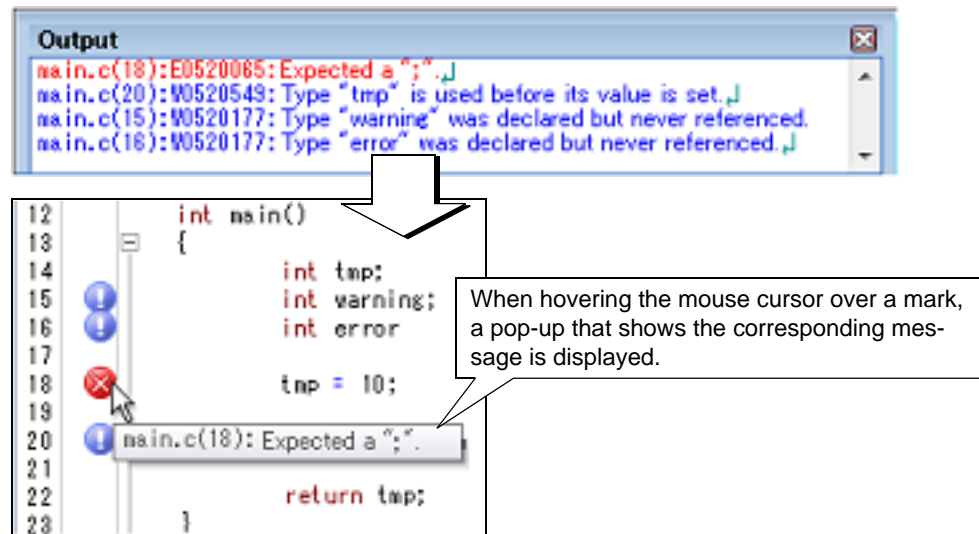 Output
main.c(18):E0520065:Expected a ";".↲
main.c(20):W0520549:Type "tmp" is used before its value is set.↲
main.c(15):W0520177:Type "warning" was declared but never referenced.
main.c(16):W0520177:Type "error" was declared but never referenced.↲
12 int main()
13 {
14 int tmp;
15 int warning;
16 int error
17
18 tmp = 10;
19
20
21
22 return tmp;
23 }
main.c(18): Expected a ";".
When hovering the mouse cursor over a mark,
a pop-up that shows the corresponding mes-
sage is displayed.